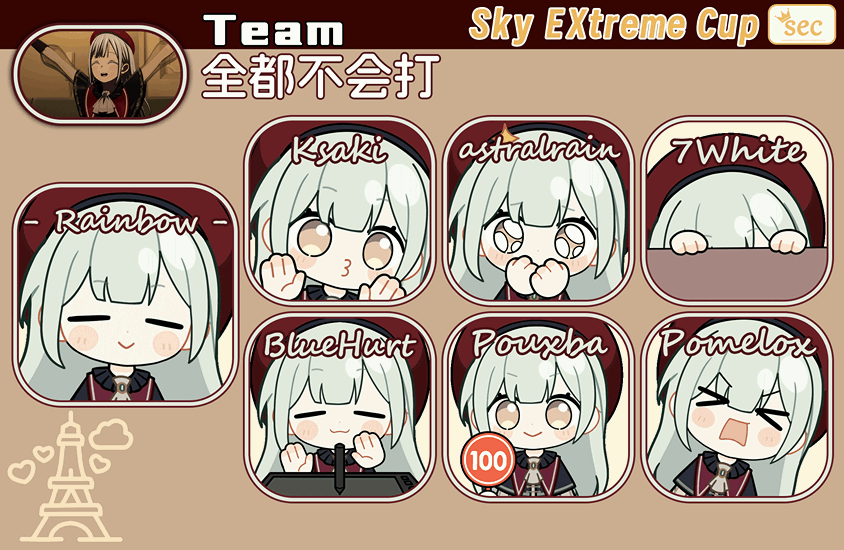 Team
Sky EXtreme Cup
sec
全都不会打
Ksaki
astralrain
7White
- Rainbow -
BlueHurt
Pouxba
Pomelox
100